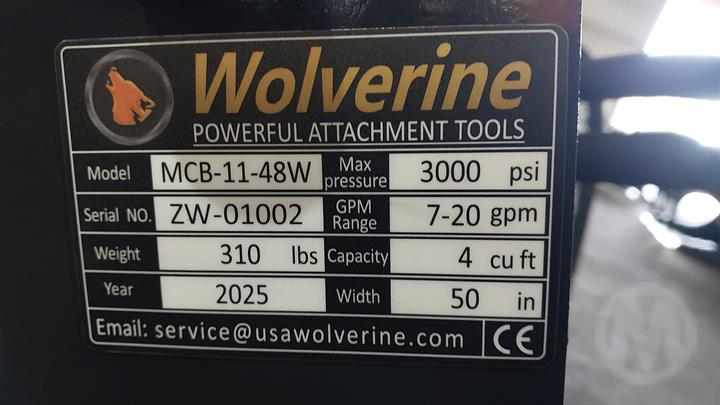 Wolverine
POWERFUL ATTACHMENT TOOLS
Model MCB-11-48W Max pressure 3000 psi
Serial NO. ZW-01002 GPM Range 7-20 gpm
Weight 310 lbs Capacity 4 cu ft
Year 2025 Width 50 in
Email: service@usawolverine.com CE
M